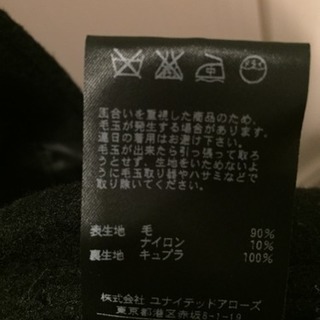 風合いを重視した商品のため、
毛玉が発生する場合があります。
連日の着用はお避け下さい。
毛玉が出来たら引っ張って取ろ
うとせず、生地をいためないよ
うに毛玉取り器やハサミなどで
取り除いてください。
表生地 毛 90%
ナイロン 10%
裏生地 キュプラ 100%
株式会社 ユナイテッドアローズ
東京都港区赤坂8-1-19